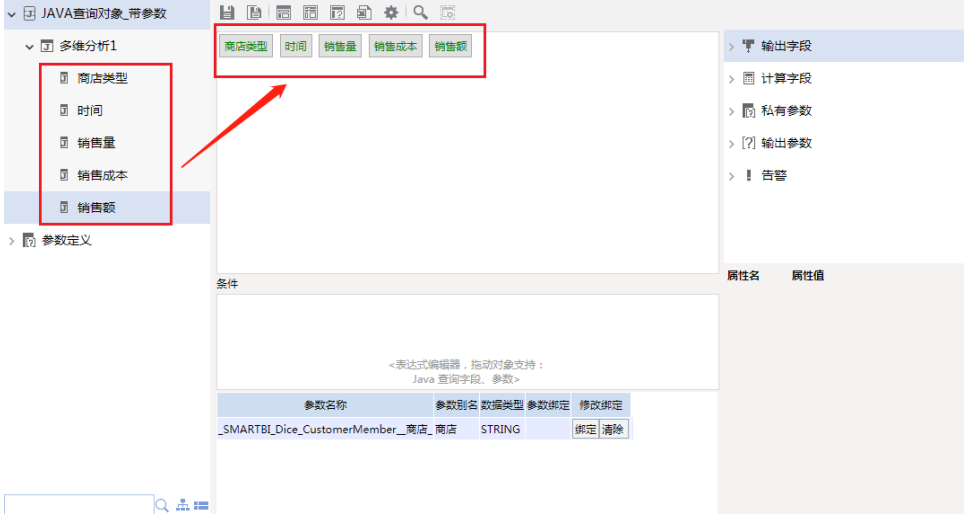 JAVA查询对象_带参数
多维分析1
商店类型
时间
销售量
销售成本
销售额
参数定义
商店类型 时间 销售量 销售成本 销售额
条件
<表达式编辑器，拖动对象支持：
Java 查询字段、参数>
参数名称 参数别名 数据类型 参数绑定 修改绑定
_SMARTBI_Dice_CustomerMember__商店_ 商店 STRING 绑定 清除
输出字段
计算字段
私有参数
[?] 输出参数
告警
属性名 属性值